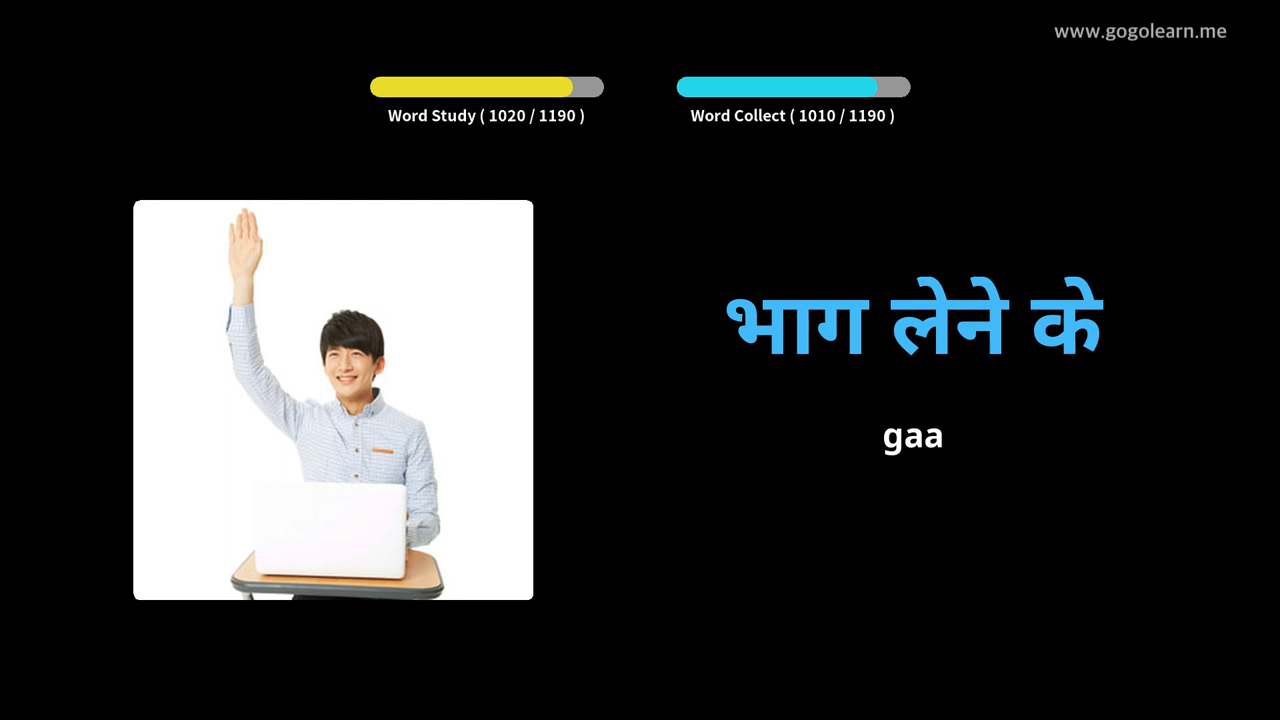 www.gogolearn.me
Word Study ( 1020 / 1190 )
Word Collect ( 1010 / 1190 )
भाग लेने के
gaa